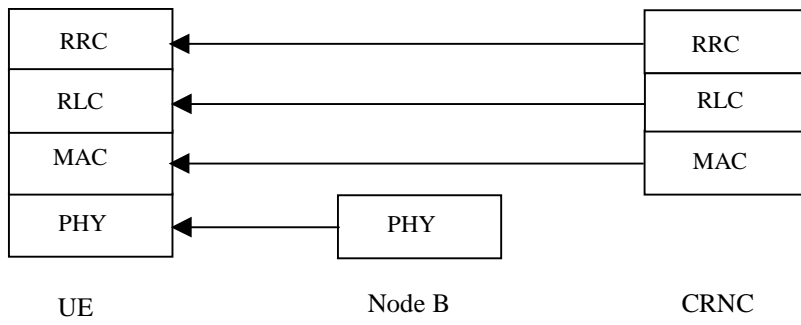 RRC RRC
RLC RLC
MAC MAC
PHY PHY
UE Node B CRNC